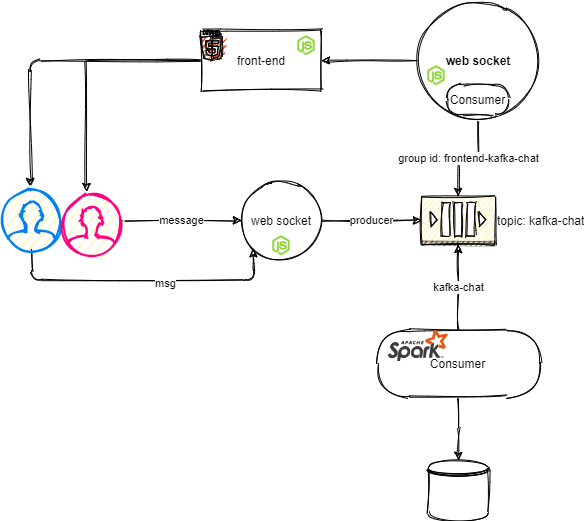 front-end
web socket
Consumer
group id: frontend-kafka-chat
message
web socket
producer
topic: kafka-chat
msg
kafka-chat
APACHE
Spark
Consumer